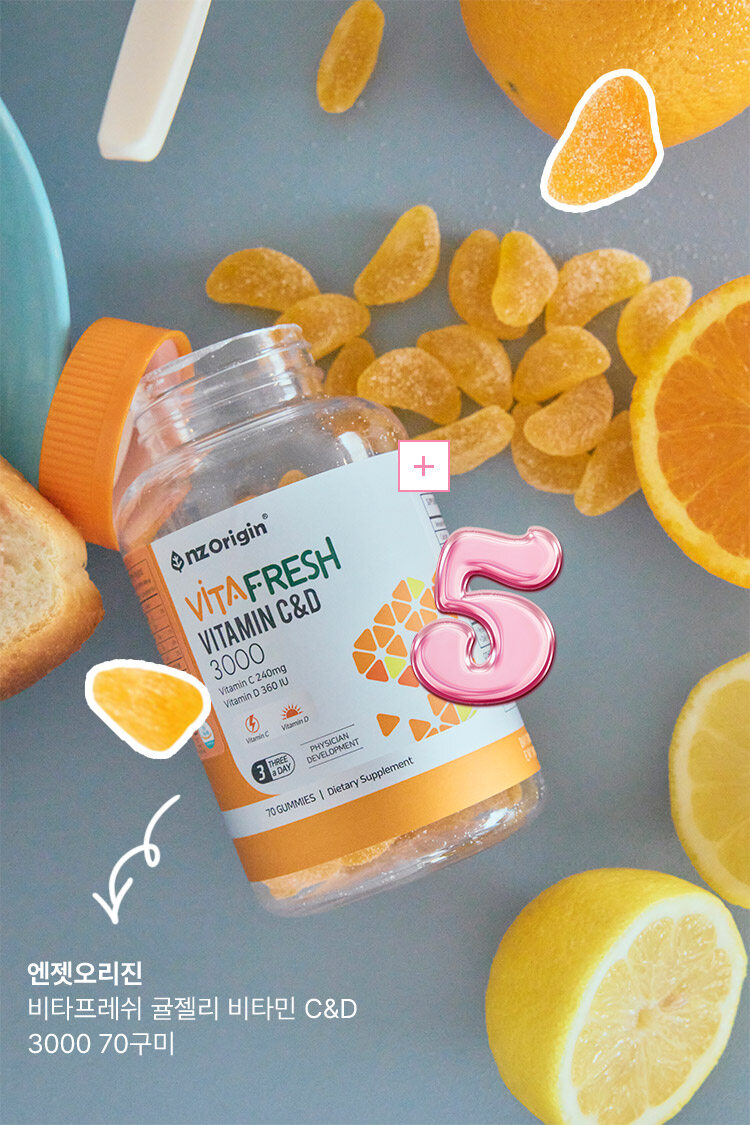 nzorigin®
VITAFRESH
VITAMIN C&D
3000
Vitamin C 240mg
Vitamin D 360 IU
Vitamin C
Vitamin D
3 THREE a DAY
PHYSICIAN
DEVELOPMENT
70 GUMMIES | Dietary Supplement
+
5
엔젯오리진
비타프레쉬 귤젤리 비타민 C&D
3000 70구미